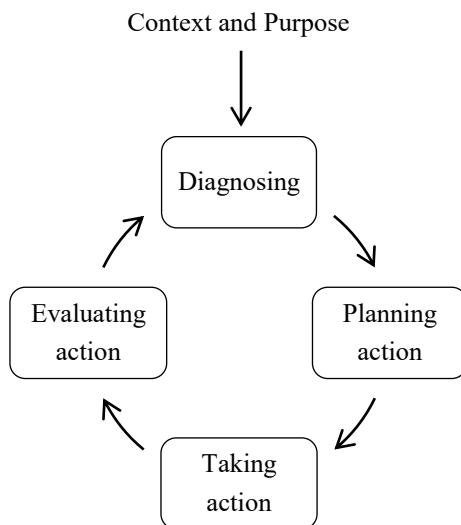 Context and Purpose
Diagnosing
Evaluating
action
Planning
action
Taking
action